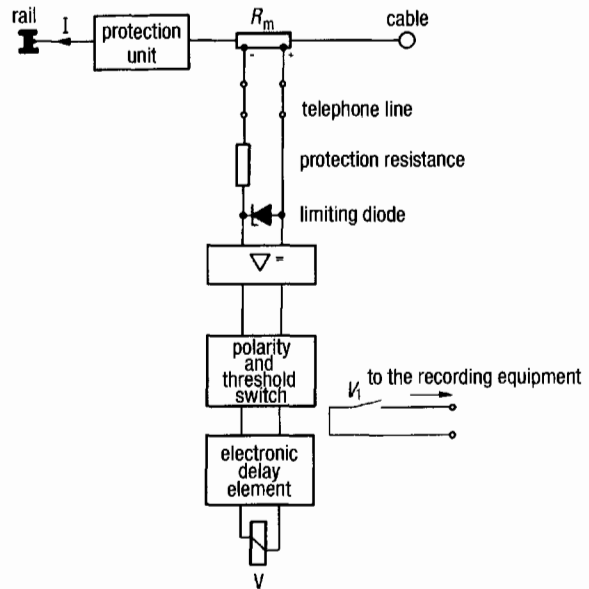 rail
I
protection
unit
Rm
cable
- +
telephone line
protection resistance
limiting diode
▽ =
polarity
and
threshold
switch
V1 to the recording equipment
electronic
delay
element
V